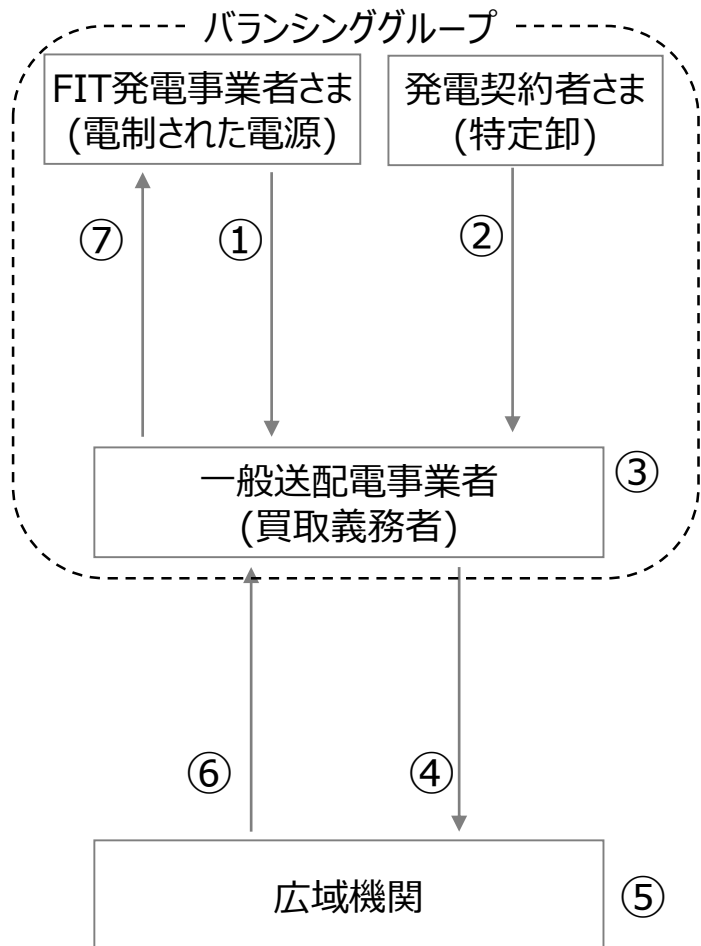 バランシンググループ
FIT発電事業者さま
(電制された電源)
発電契約者さま
(特定卸)
⑦
①
②
一般送配電事業者
(買取義務者)
③
⑥
④
広域機関
⑤